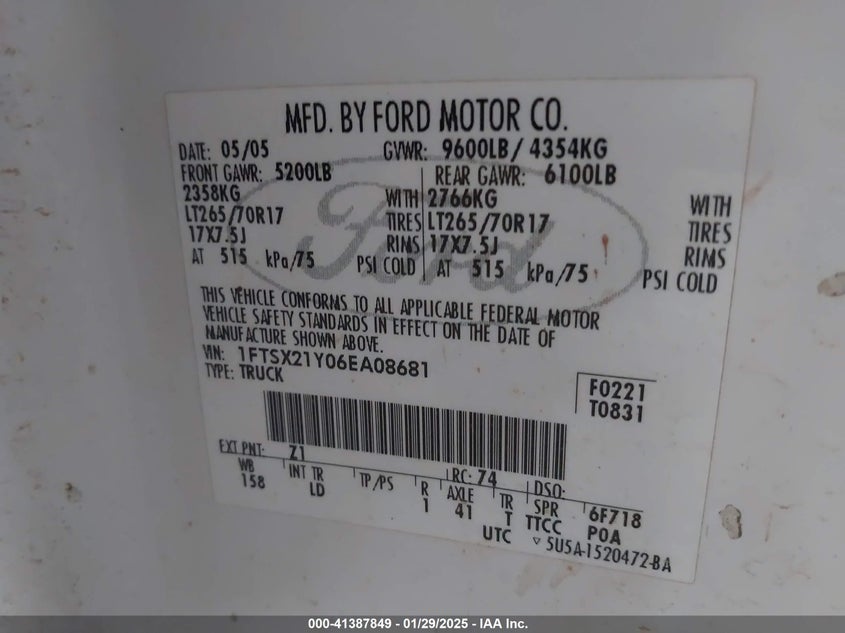 MFD. BY FORD MOTOR CO.
DATE: 05/05 GVWR: 9600LB/ 4354KG
FRONT GAWR: 5200LB REAR GAWR: 6100LB
2358KG WITH 2766KG WITH
LT265/70R17 TIRES LT265/70R17 TIRES
17X7.5J RIMS 17X7.5J RIMS
AT 515 kPa/75 PSI COLD AT 515 kPa/75 PSI COLD
Ford
THIS VEHICLE CONFORMS TO ALL APPLICABLE FEDERAL MOTOR
VEHICLE SAFETY STANDARDS IN EFFECT ON THE DATE OF
MANUFACTURE SHOWN ABOVE.
VIN: 1FTSX21Y06EA08681
TYPE: TRUCK
F0221
T0831
EXT PNT: Z1 RC: 74 DSO:
WB INT TR TP/PS R AXLE TR SPR 6F718
158 LD 1 41 T TTCC P0A
UTC ▽ 5U5A-1520472-BA
000-41387849 - 01/29/2025 - IAA Inc.